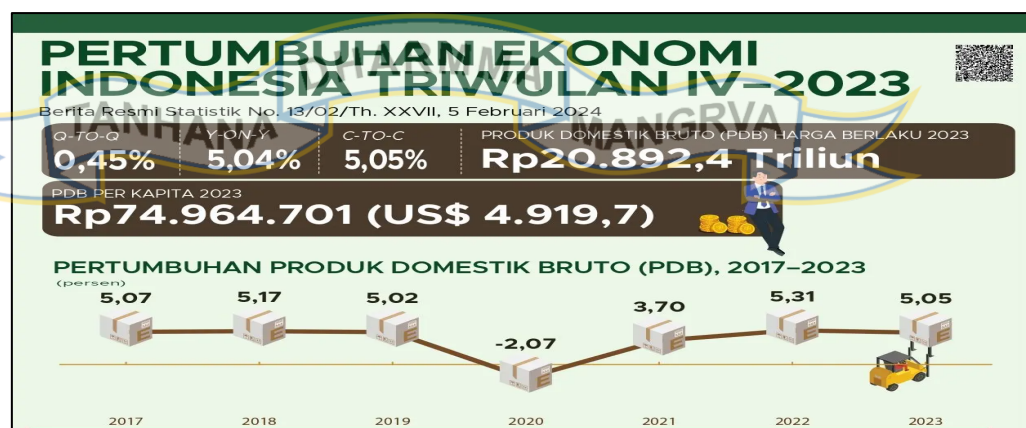 PERTUMBUHAN EKONOMI
INDONESIA TRIWULAN IV–2023
Berita Resmi Statistik No. 13/02/Th. XXVII, 5 Februari 2024
Q-TO-Q Y-ON-Y C-TO-C PRODUK DOMESTIK BRUTO (PDB) HARGA BERLAKU 2023
0,45% 5,04% 5,05% Rp20.892,4 Triliun
PDB PER KAPITA 2023
Rp74.964.701 (US$ 4.919,7)
PERTUMBUHAN PRODUK DOMESTIK BRUTO (PDB), 2017–2023
(persen)
5,07 5,17 5,02 -2,07 3,70 5,31 5,05
2017 2018 2019 2020 2021 2022 2023
TANHANA DHARMMA MANGRVA